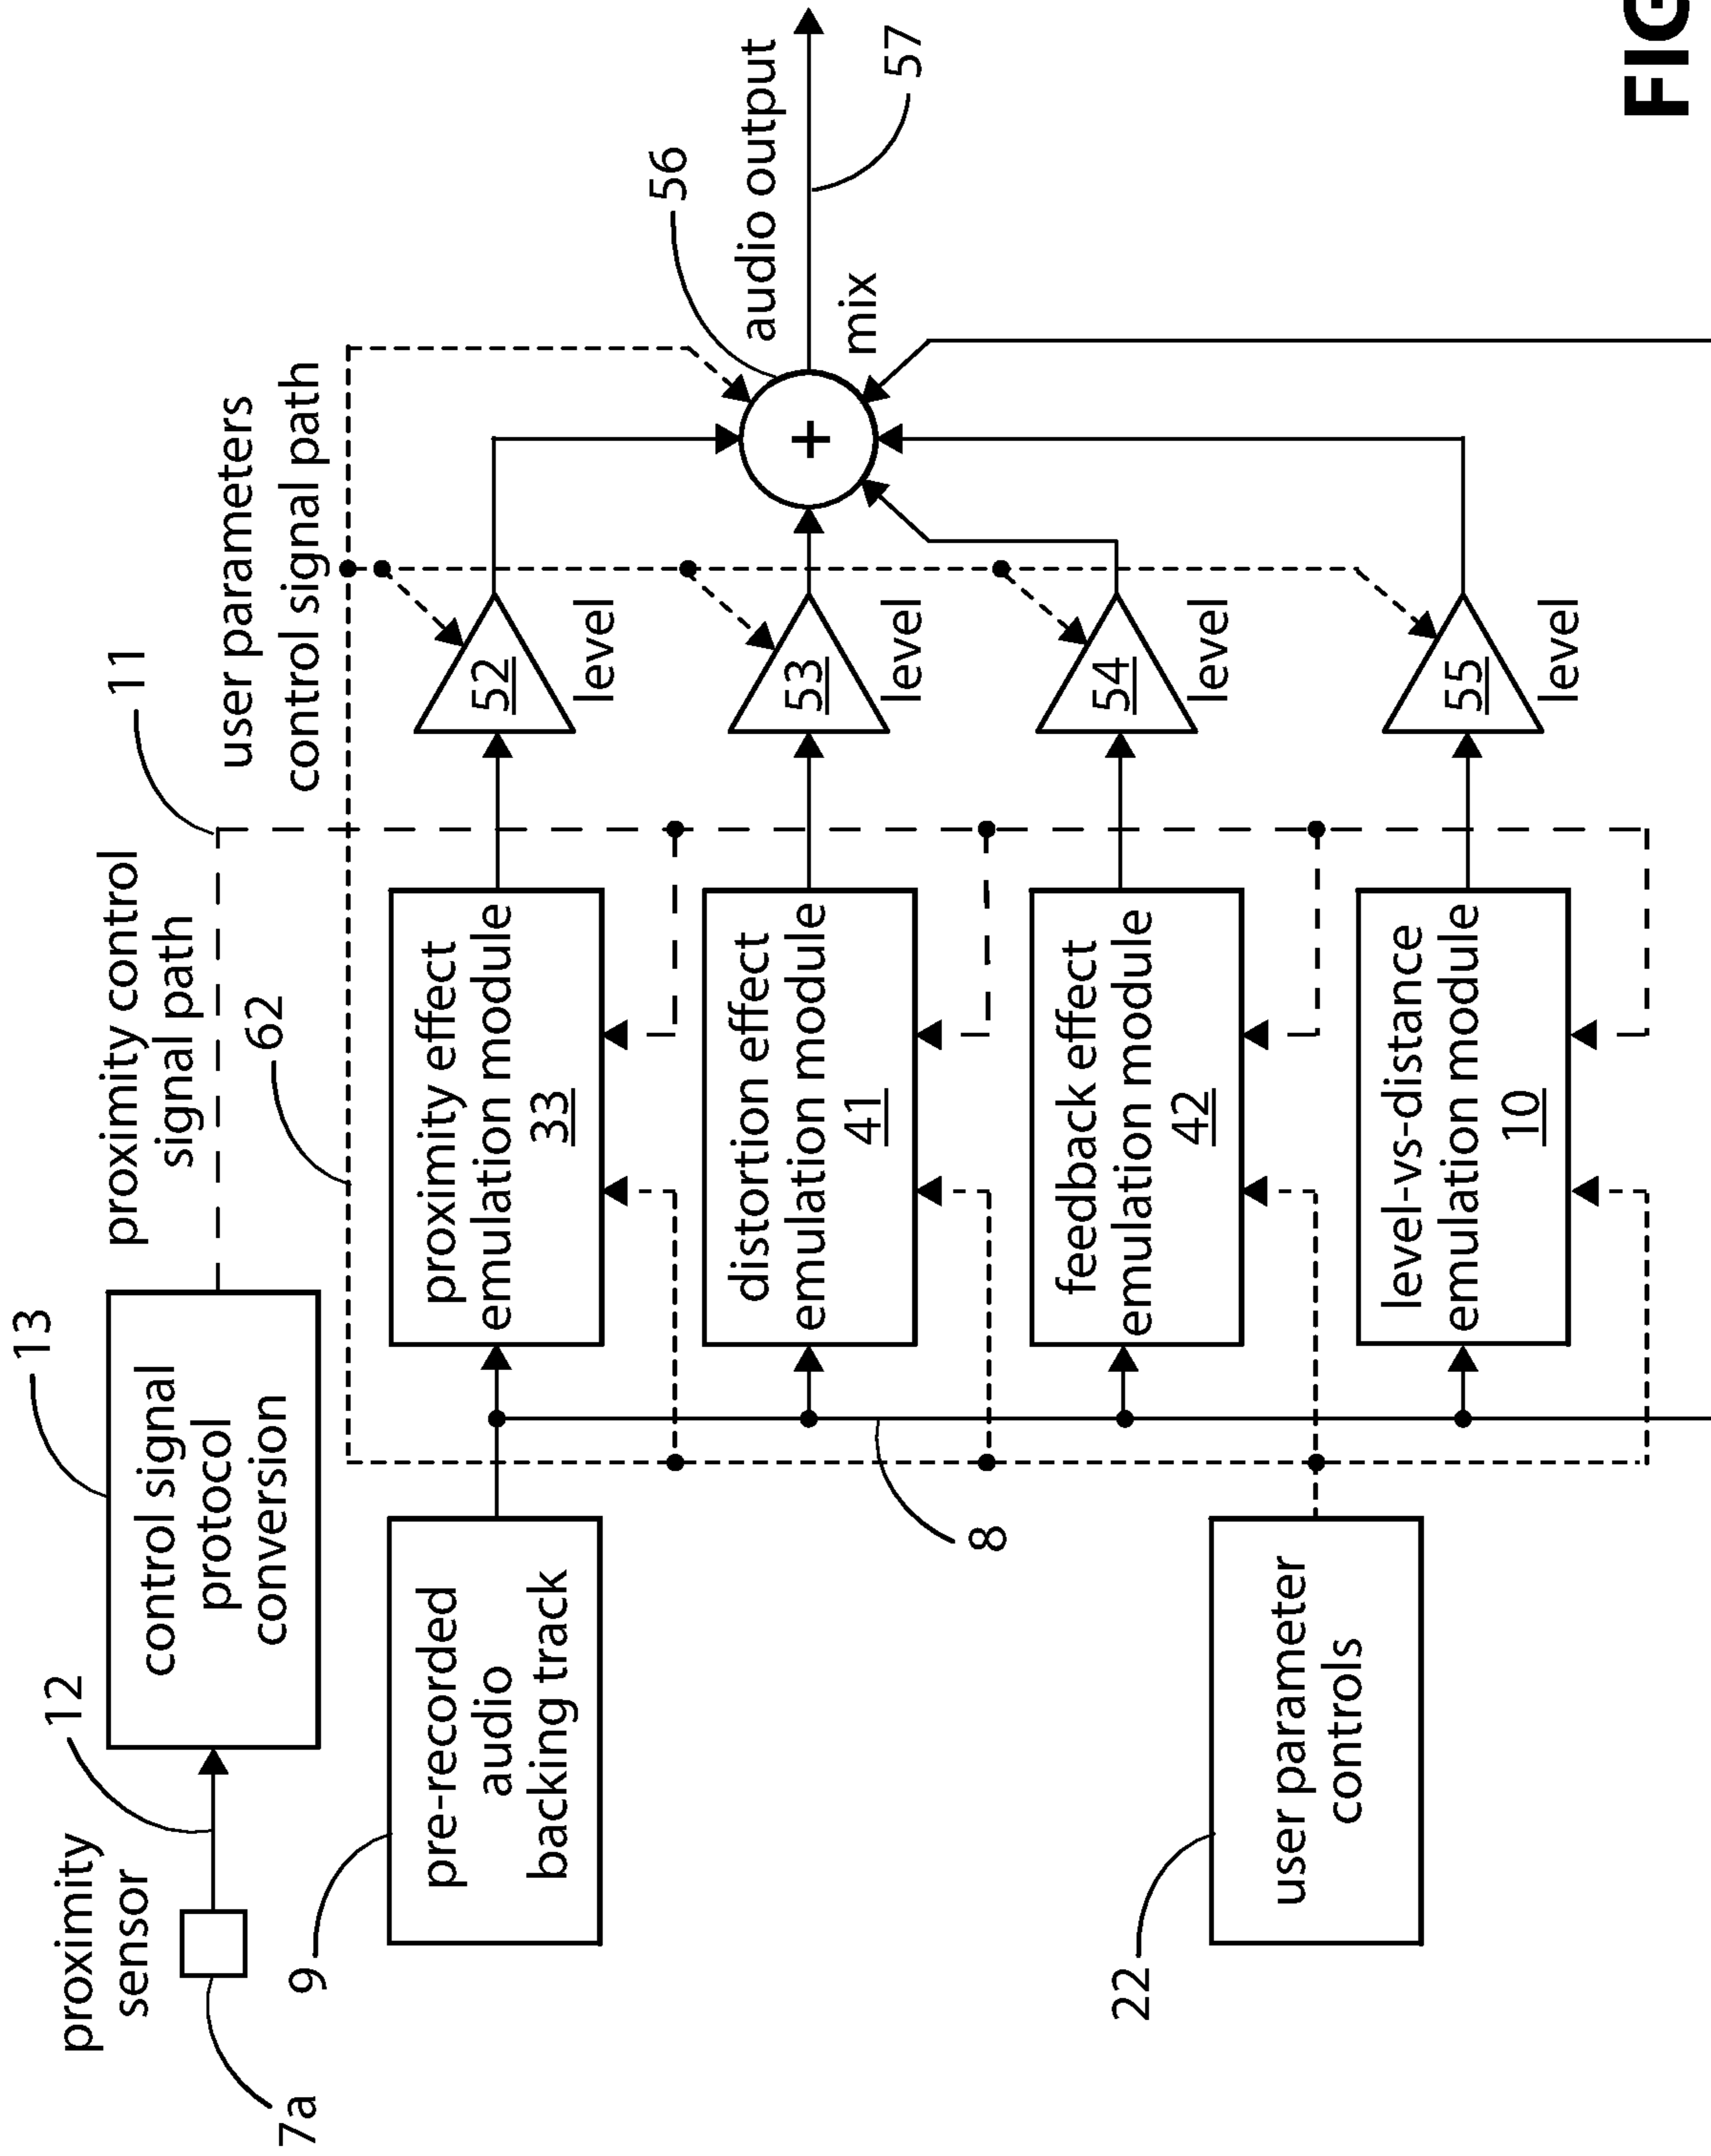 proximity
sensor
7a
12
13
control signal
protocol
conversion
proximity control
signal path
11
62
user parameters
control signal path
9
pre-recorded
audio
backing track
proximity effect
emulation module
33
52
level
distortion effect
emulation module
41
53
level
56
audio output
57
mix
+
8
feedback effect
emulation module
42
54
level
22
user parameter
controls
level-vs-distance
emulation module
10
55
level
FIG